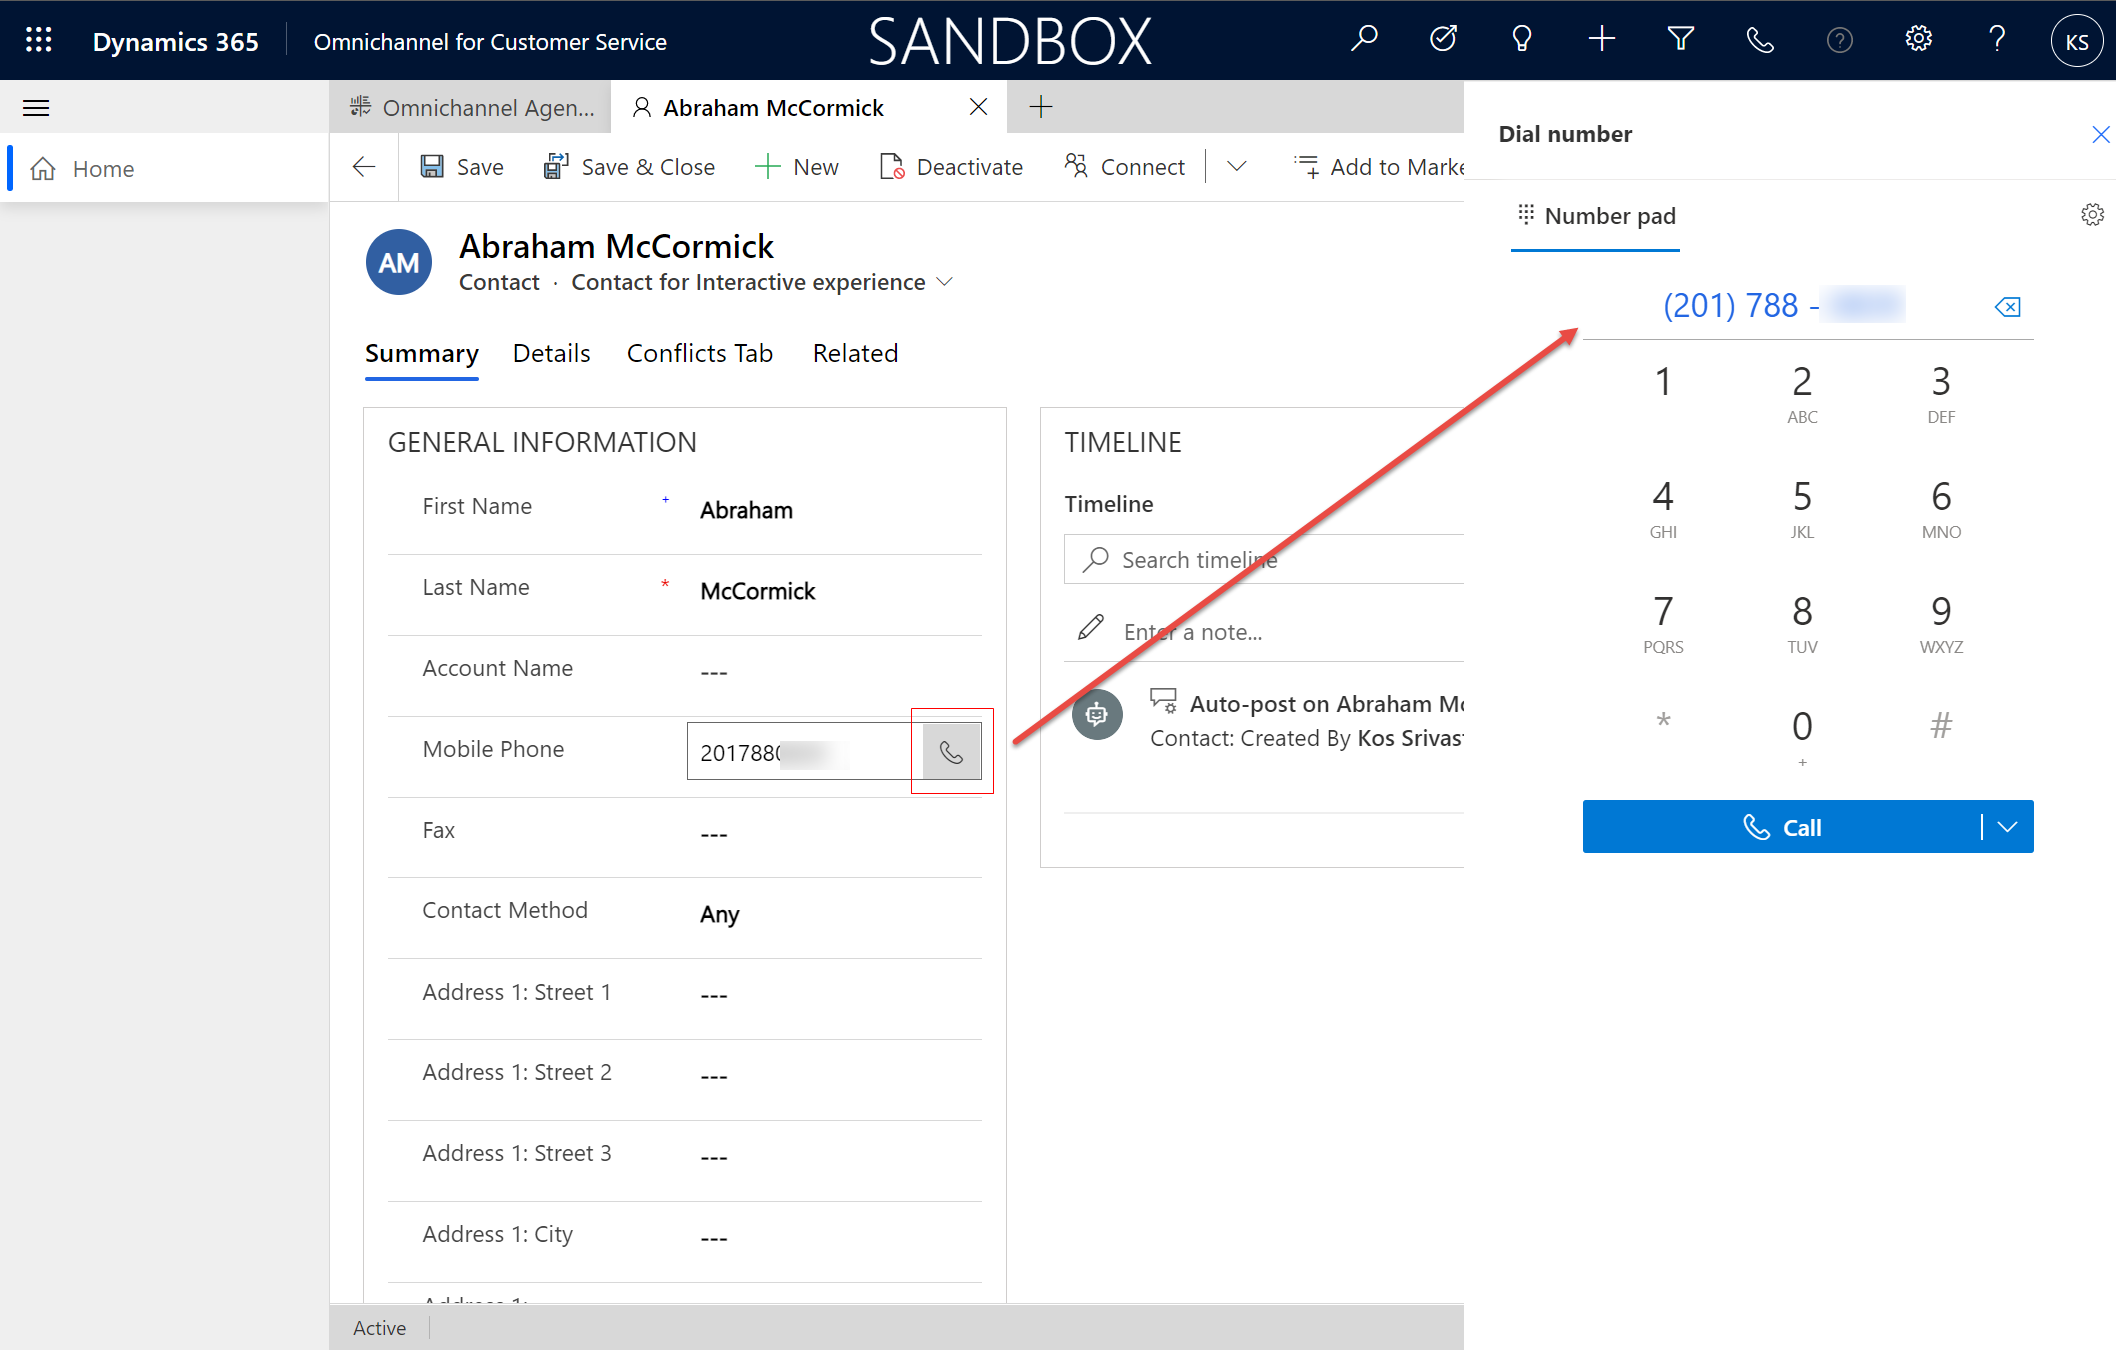 Dynamics 365
Omnichannel for Customer Service
SANDBOX
KS
Omnichannel Agen...
Abraham McCormick
Home
Save
Save & Close
New
Deactivate
Connect
Add to Marke
AM
Abraham McCormick
Contact · Contact for Interactive experience
Summary
Details
Conflicts Tab
Related
GENERAL INFORMATION
First Name + Abraham
Last Name * McCormick
Account Name ---
Mobile Phone 201788
Fax ---
Contact Method Any
Address 1: Street 1 ---
Address 1: Street 2 ---
Address 1: Street 3 ---
Address 1: City ---
Active
TIMELINE
Timeline
Search timeline
Enter a note...
Auto-post on Abraham Mc
Contact: Created By Kos Srivast
Dial number
Number pad
(201) 788 -
1 2 3
ABC DEF
4 5 6
GHI JKL MNO
7 8 9
PQRS TUV WXYZ
* 0 #
+
Call